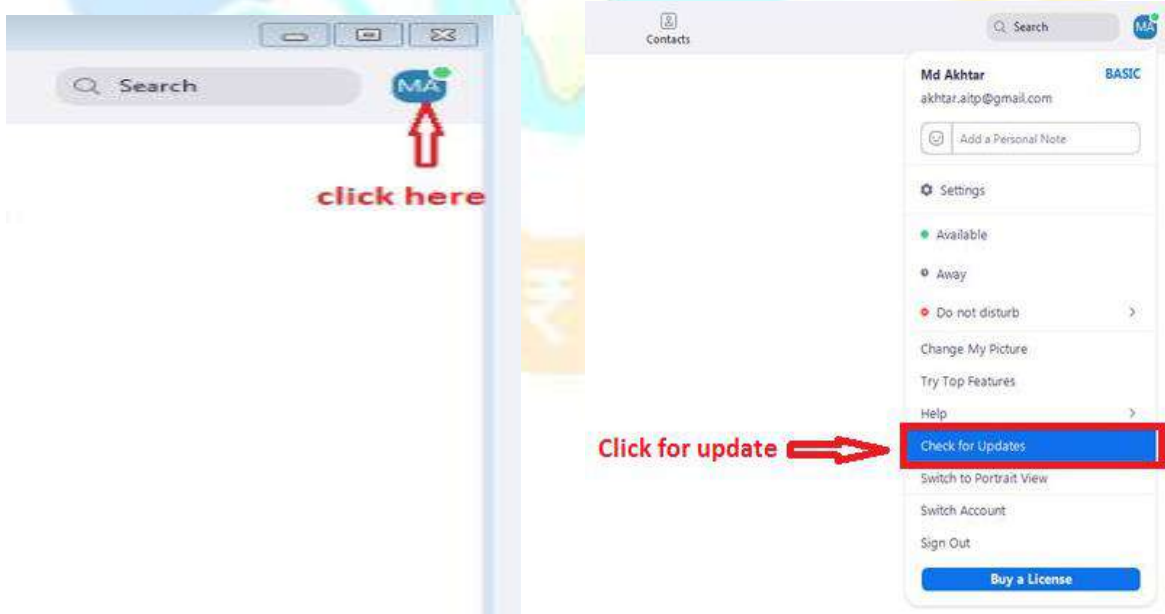 Search
MA
click here
Contacts
Search
MA
Md Akhtar BASIC
akhtar.aitp@gmail.com
Add a Personal Note
Settings
Available
Away
Do not disturb
Change My Picture
Try Top Features
Help
Click for update
Check for Updates
Switch to Portrait View
Switch Account
Sign Out
Buy a License
₹